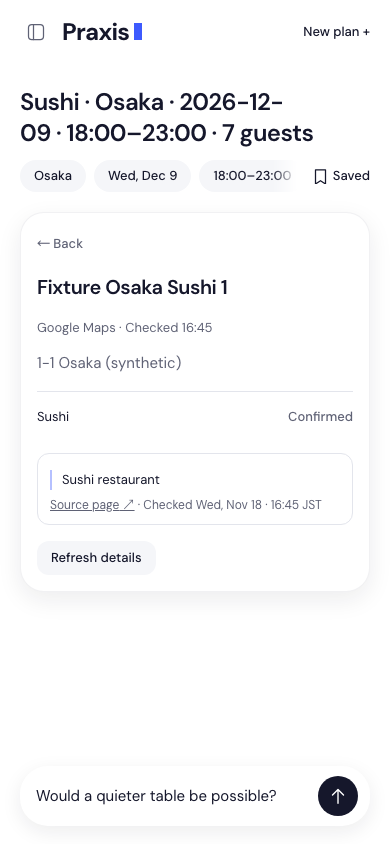 Praxis
New plan +
Sushi · Osaka · 2026-12-
09 · 18:00–23:00 · 7 guests
Osaka
Wed, Dec 9
18:00–23:00
Saved
← Back
Fixture Osaka Sushi 1
Google Maps · Checked 16:45
1-1 Osaka (synthetic)
Sushi
Confirmed
Sushi restaurant
Source page ↗ · Checked Wed, Nov 18 · 16:45 JST
Refresh details
Would a quieter table be possible?